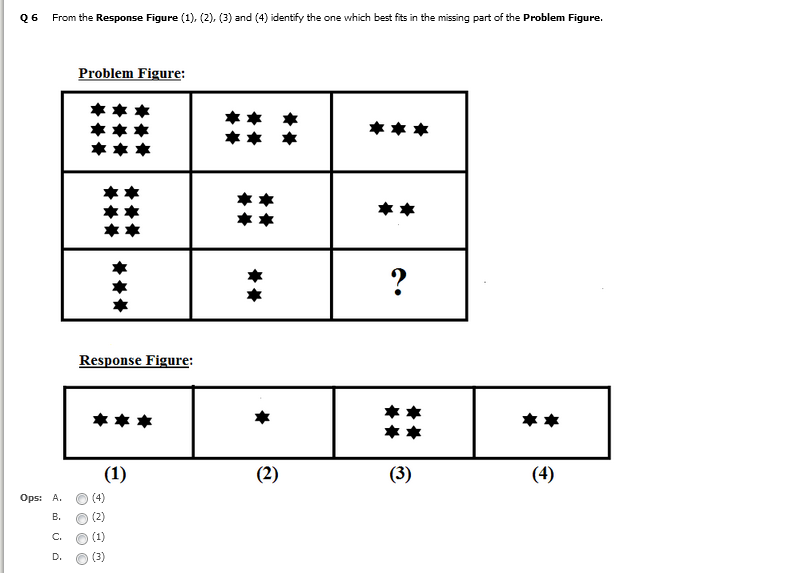 Q 6 From the Response Figure (1), (2), (3) and (4) identify the one which best fits in the missing part of the Problem Figure.
Problem Figure:
?
Response Figure:
(1) (2) (3) (4)
Ops: A. (4)
B. (2)
C. (1)
D. (3)